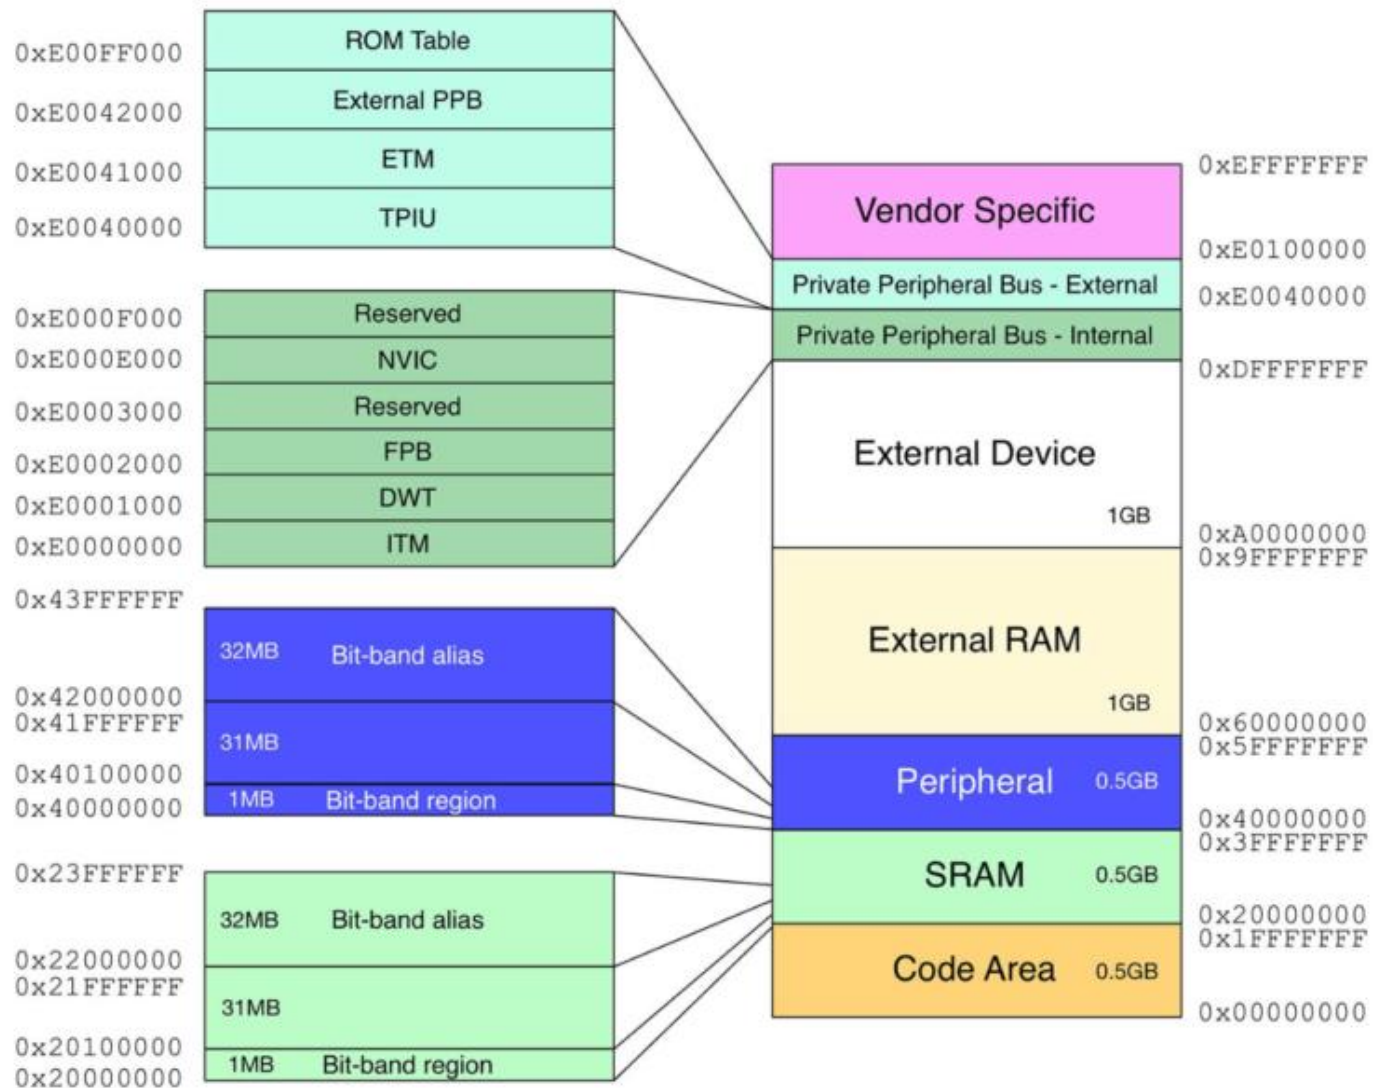 ROM Table
0xE00FF000
External PPB
0xE0042000
ETM
0xE0041000
TPIU
0xE0040000
Reserved
0xE000F000
NVIC
0xE000E000
Reserved
0xE0003000
FPB
0xE0002000
DWT
0xE0001000
ITM
0xE0000000
0x43FFFFFF
32MB Bit-band alias
0x42000000
0x41FFFFFF
31MB
0x40100000
1MB Bit-band region
0x40000000
0x23FFFFFF
32MB Bit-band alias
0x22000000
0x21FFFFFF
31MB
0x20100000
1MB Bit-band region
0x20000000
0xEFFFFFFF
Vendor Specific
0xE0100000
Private Peripheral Bus - External
0xE0040000
Private Peripheral Bus - Internal
0xDFFFFFFF
External Device
1GB
0xA0000000
0x9FFFFFFF
External RAM
1GB
0x60000000
0x5FFFFFFF
Peripheral 0.5GB
0x40000000
0x3FFFFFFF
SRAM 0.5GB
0x20000000
0x1FFFFFFF
Code Area 0.5GB
0x00000000